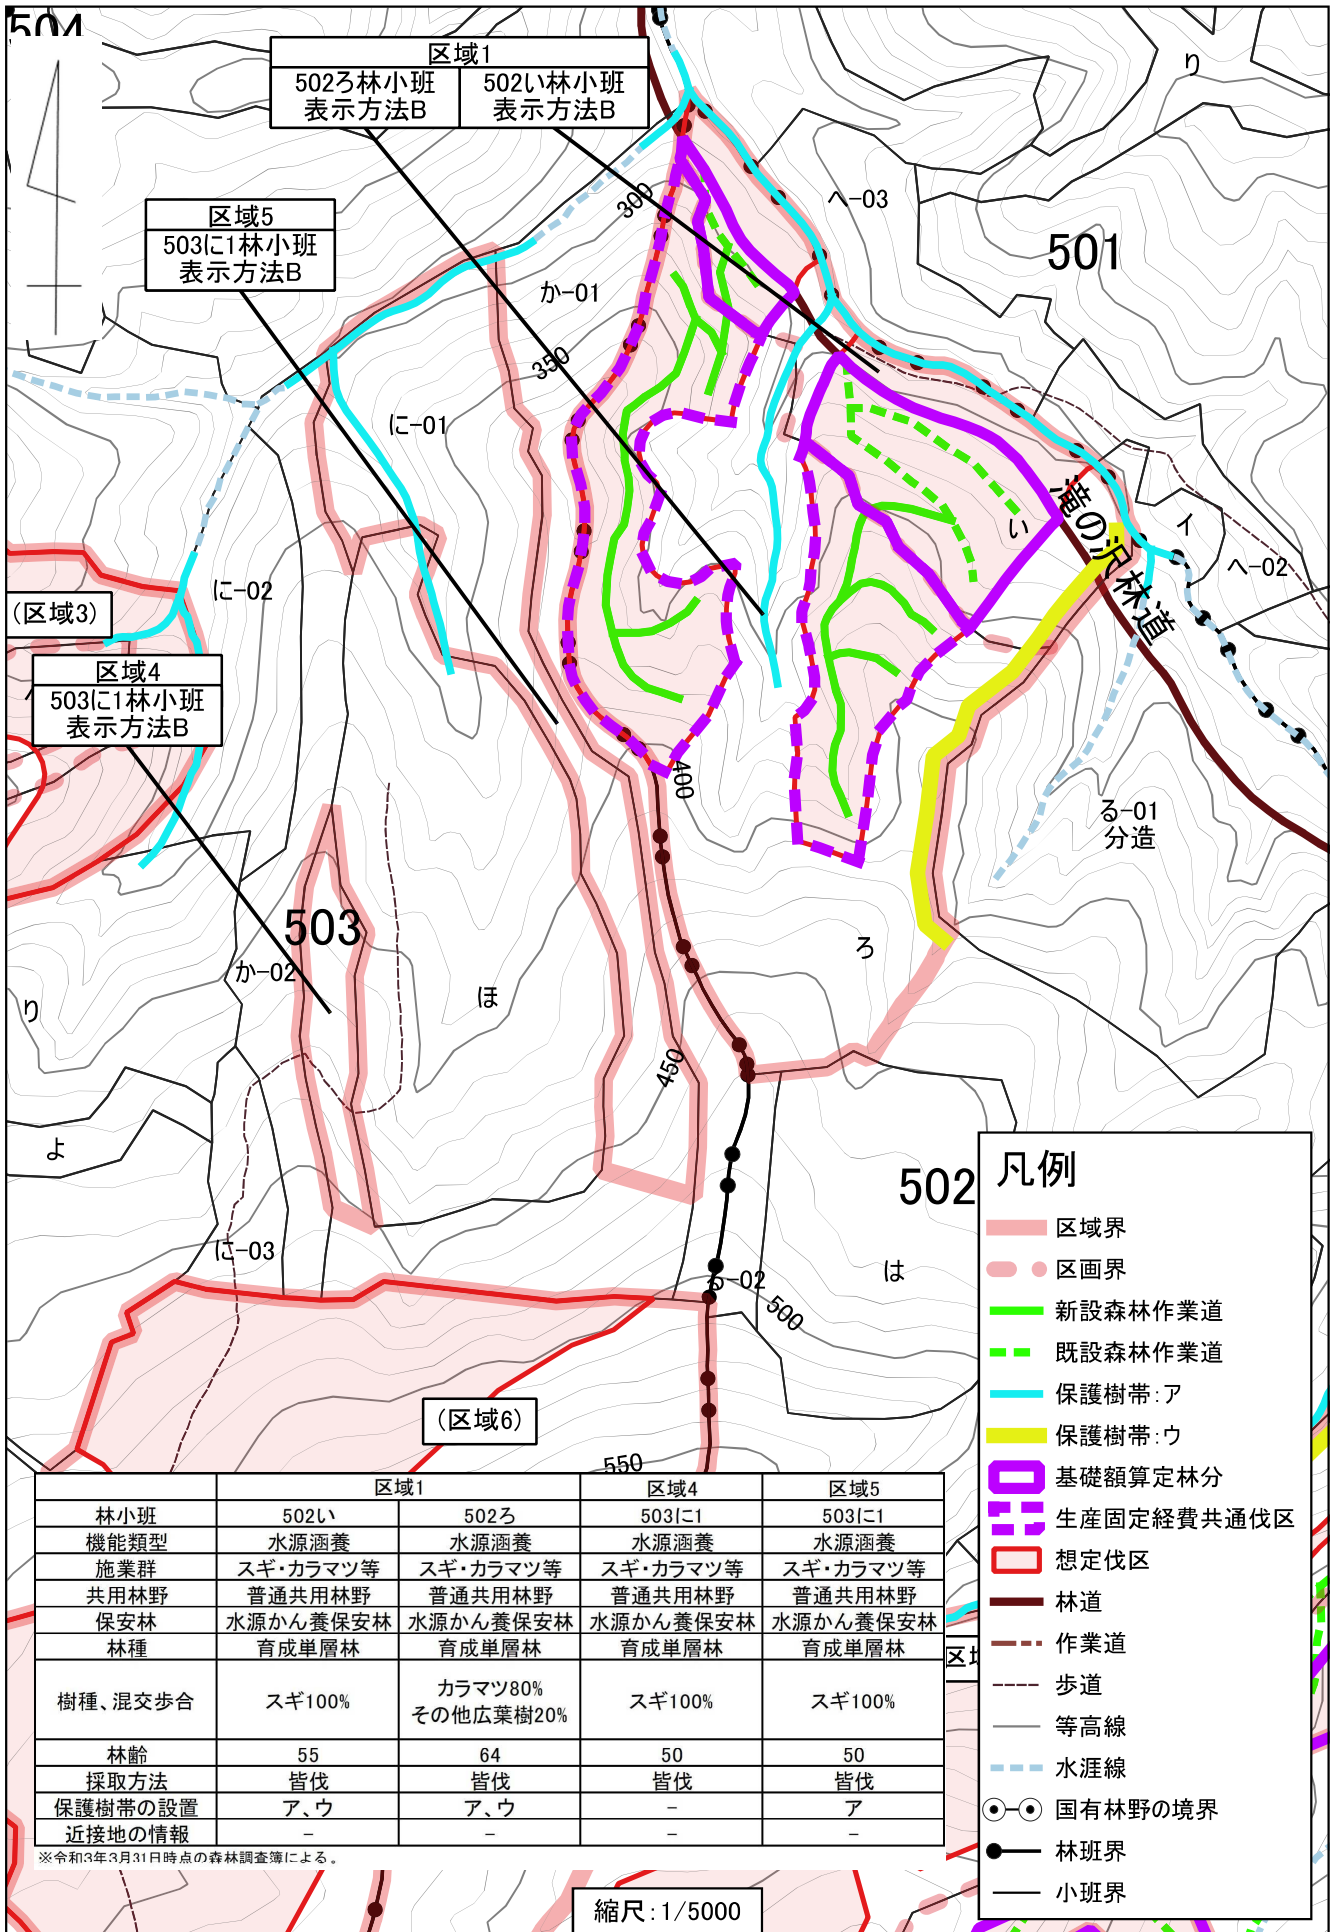 504
区域1
502ろ林小班 502い林小班
表示方法B 表示方法B
り
へ-03
501
300
区域5
503に1林小班
表示方法B
か-01
350
に-01
滝の沢林道
い
イ
へ-02
に-02
(区域3)
区域4
503に1林小班
表示方法B
400
る-01
分造
503
か-02
ろ
ほ
り
450
よ
502
は
に-03
る-02
500
(区域6)
550
凡例
区域界
区画界
新設森林作業道
既設森林作業道
保護樹帯:ア
保護樹帯:ウ
基礎額算定林分
生産固定経費共通伐区
想定伐区
林道
作業道
歩道
等高線
水涯線
国有林野の境界
林班界
小班界
区域1 区域4 区域5
林小班 502い 502ろ 503に1 503に1
機能類型 水源涵養 水源涵養 水源涵養 水源涵養
施業群 スギ・カラマツ等 スギ・カラマツ等 スギ・カラマツ等 スギ・カラマツ等
共用林野 普通共用林野 普通共用林野 普通共用林野 普通共用林野
保安林 水源かん養保安林 水源かん養保安林 水源かん養保安林 水源かん養保安林
林種 育成単層林 育成単層林 育成単層林 育成単層林
樹種、混交歩合 スギ100% カラマツ80% その他広葉樹20% スギ100% スギ100%
林齢 55 64 50 50
採取方法 皆伐 皆伐 皆伐 皆伐
保護樹帯の設置 ア、ウ ア、ウ - ア
近接地の情報 - - - -
※令和3年3月31日時点の森林調査簿による。
縮尺:1/5000